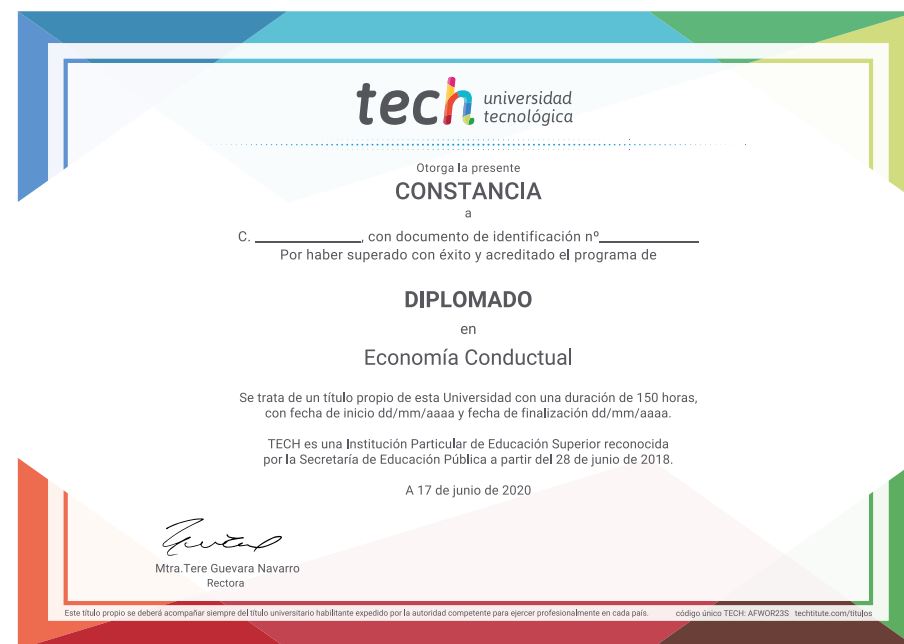 tech universidad
tecnológica
Otorga la presente
CONSTANCIA
a
C. ______________, con documento de identificación nº_____________
Por haber superado con éxito y acreditado el programa de
DIPLOMADO
en
Economía Conductual
Se trata de un título propio de esta Universidad con una duración de 150 horas,
con fecha de inicio dd/mm/aaaa y fecha de finalización dd/mm/aaaa.
TECH es una Institución Particular de Educación Superior reconocida
por la Secretaría de Educación Pública a partir del 28 de junio de 2018.
A 17 de junio de 2020
Mtra.Tere Guevara Navarro
Rectora
Este título propio se deberá acompañar siempre del título universitario habilitante expedido por la autoridad competente para ejercer profesionalmente en cada país. código único TECH: AFWOR23S techtitute.com/titulos